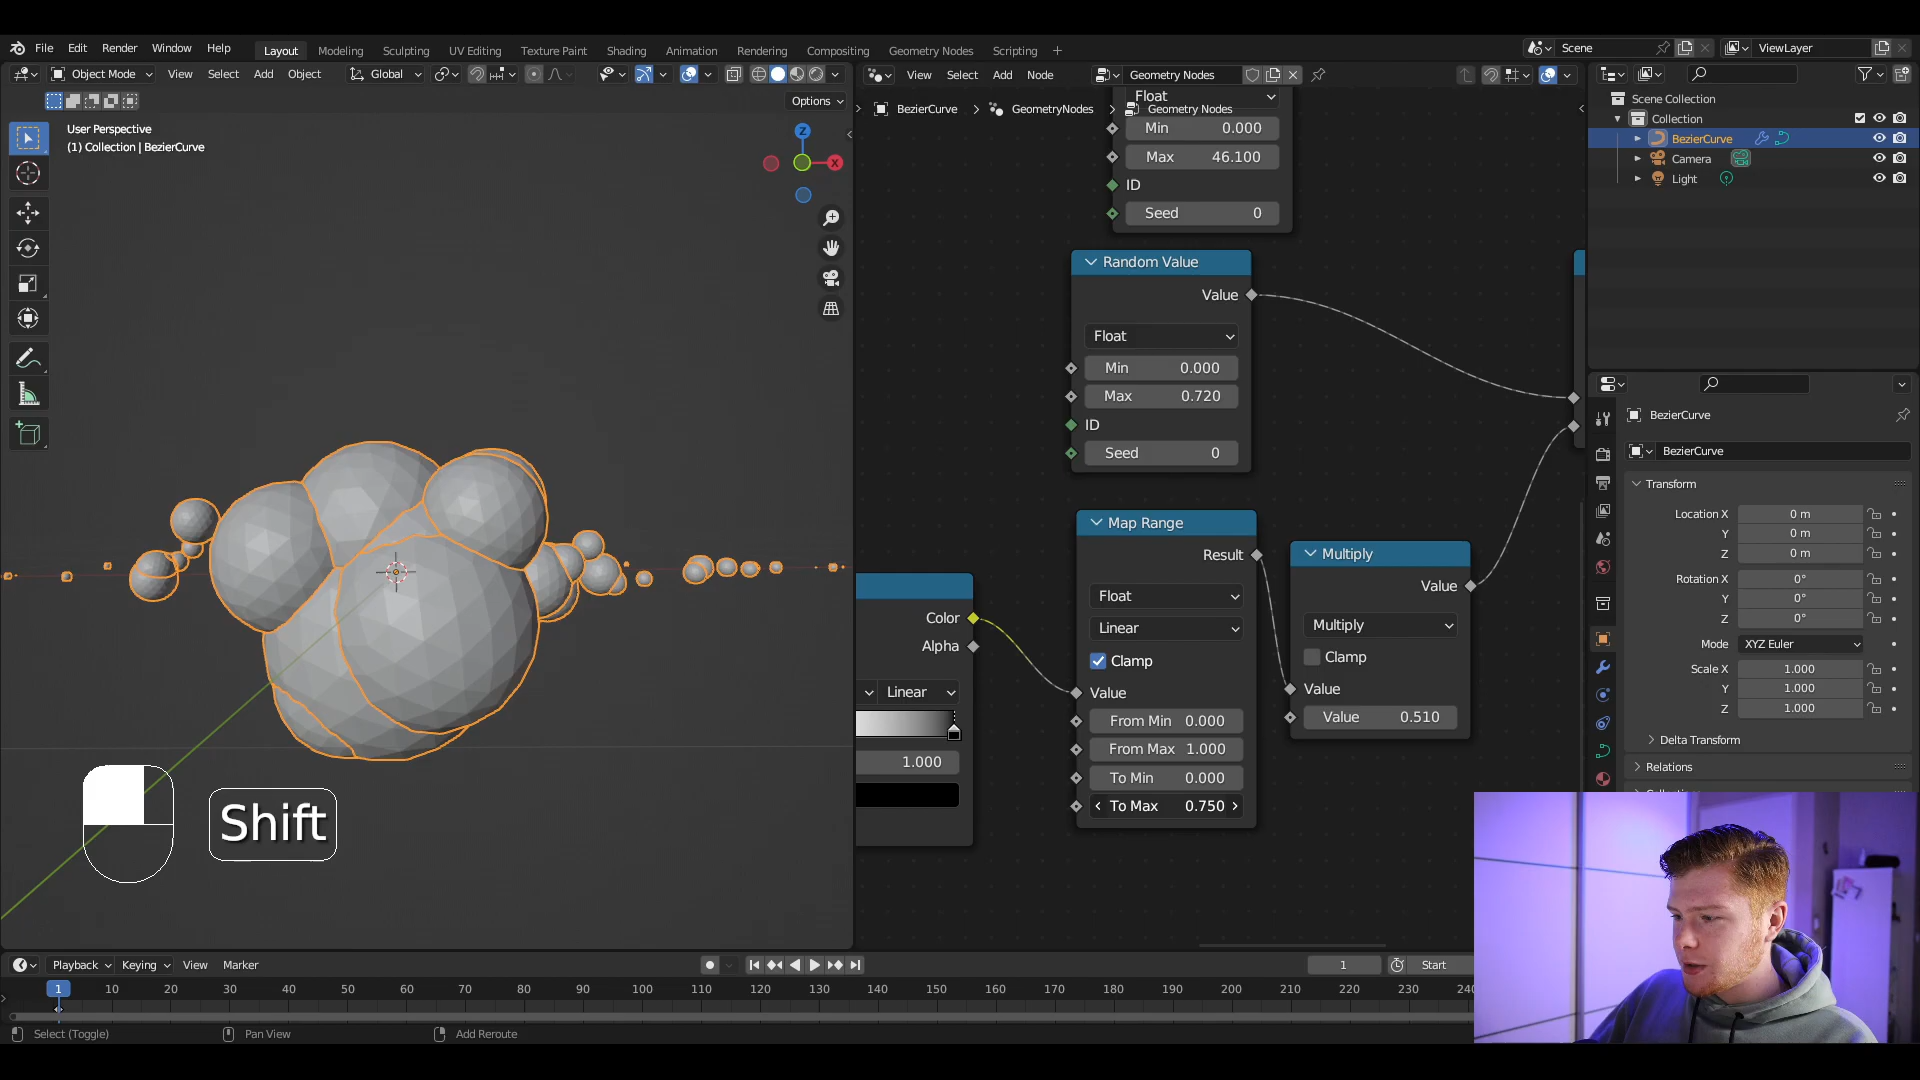 File Edit Render Window Help Layout Modeling Sculpting UV Editing Texture Paint Shading Animation Rendering Compositing Geometry Nodes Scripting + Scene ViewLayer
Object Mode View Select Add Object Global View Select Add Node Geometry Nodes
Options
BezierCurve > GeometryNodes > Geometry Nodes
User Perspective
(1) Collection | BezierCurve
Z
X
Float
Min 0.000
Max 46.100
ID
Seed 0
Random Value
Value
Float
Min 0.000
Max 0.720
ID
Seed 0
Map Range
Result
Float
Linear
Clamp
Value
From Min 0.000
From Max 1.000
To Min 0.000
To Max 0.750
Multiply
Value
Multiply
Clamp
Value
Value 0.510
Color
Alpha
Linear
1.000
Shift
Scene Collection
Collection
BezierCurve
Camera
Light
BezierCurve
BezierCurve
Transform
Location X 0 m
Y 0 m
Z 0 m
Rotation X 0°
Y 0°
Z 0°
Mode XYZ Euler
Scale X 1.000
Y 1.000
Z 1.000
Delta Transform
Relations
Playback Keying View Marker 1 Start
1 10 20 30 40 50 60 70 80 90 100 110 120 130 140 150 160 170 180 190 200 210 220 230
Select (Toggle) Pan View Add Reroute